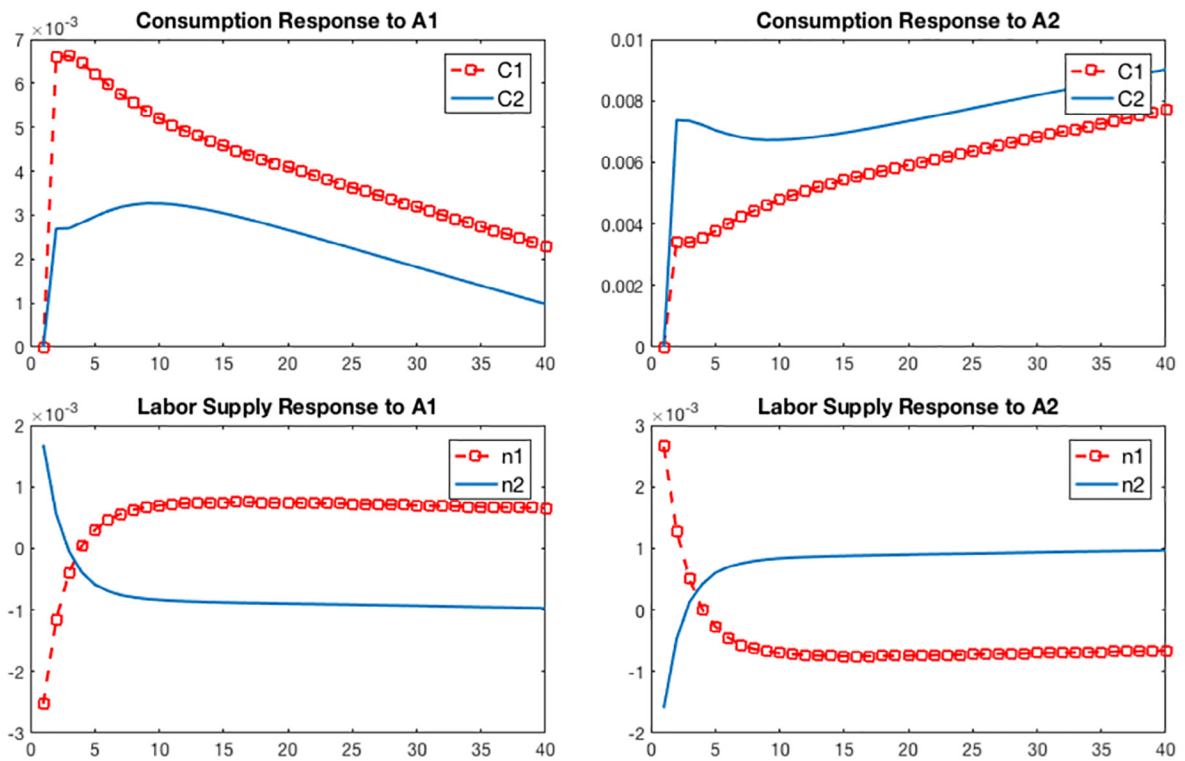 Consumption Response to A1
×10⁻³
7
6
5
4
3
2
1
0
0 5 10 15 20 25 30 35 40
C1
C2
Consumption Response to A2
0.01
0.008
0.006
0.004
0.002
0
0 5 10 15 20 25 30 35 40
C1
C2
Labor Supply Response to A1
×10⁻³
2
1
0
-1
-2
-3
0 5 10 15 20 25 30 35 40
n1
n2
Labor Supply Response to A2
×10⁻³
3
2
1
0
-1
-2
0 5 10 15 20 25 30 35 40
n1
n2